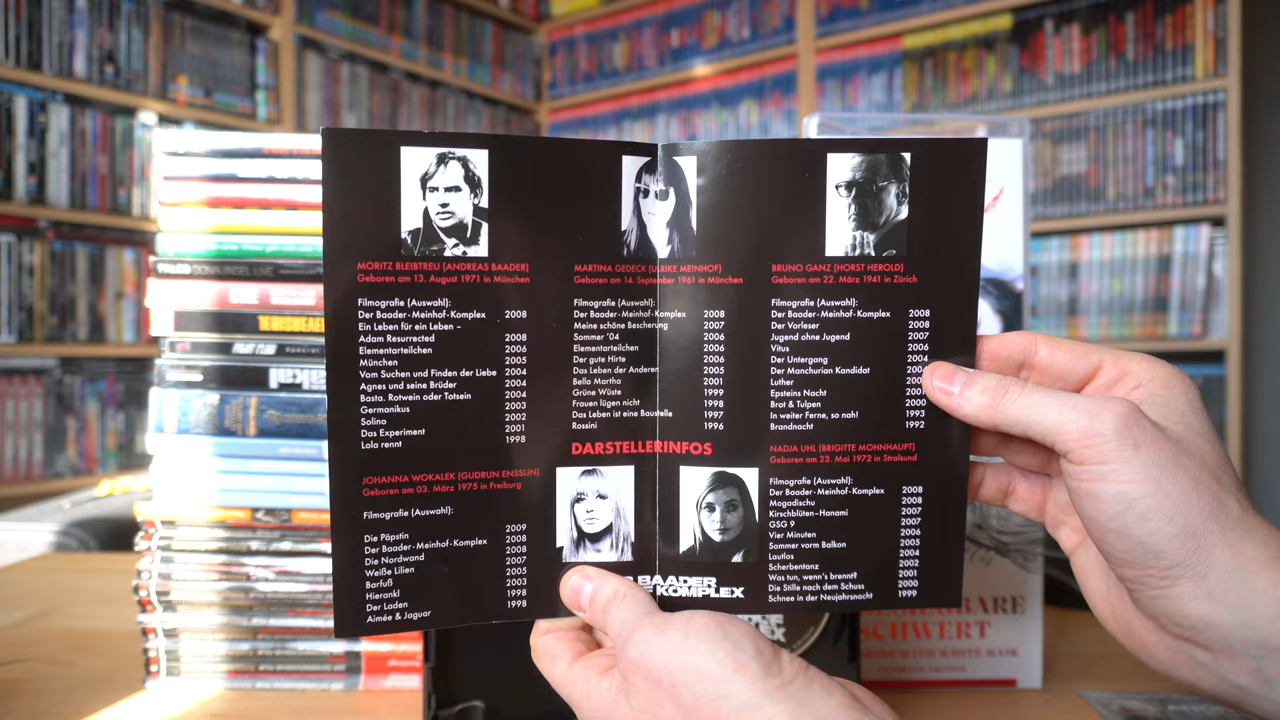 MORITZ BLEIBTREU (ANDREAS BAADER)
Geboren am 13. August 1971 in München
Filmografie (Auswahl):
Der Baader-Meinhof-Komplex 2008
Ein Leben für ein Leben –
Adam Resurrected 2008
Elementarteilchen 2006
München 2005
Vom Suchen und Finden der Liebe 2004
Agnes und seine Brüder 2004
Basta. Rotwein oder Totsein 2004
Germanikus 2003
Solino 2002
Das Experiment 2001
Lola rennt 1998
JOHANNA WOKALEK (GUDRUN ENSSLIN)
Geboren am 03. März 1975 in Freiburg
Filmografie (Auswahl):
Die Päpstin 2009
Der Baader-Meinhof-Komplex 2008
Die Nordwand 2008
Weiße Lilien 2007
Barfuß 2005
Hierankl 2003
Der Laden 1998
Aimée & Jaguar 1998
MARTINA GEDECK (ULRIKE MEINHOF)
Geboren am 14. September 1961 in München
Filmografie (Auswahl):
Der Baader-Meinhof-Komplex 2008
Meine schöne Bescherung 2007
Sommer '04 2006
Elementarteilchen 2006
Der gute Hirte 2006
Das Leben der Anderen 2005
Bella Martha 2001
Grüne Wüste 1999
Frauen lügen nicht 1998
Das Leben ist eine Baustelle 1997
Rossini 1996
DARSTELLERINFOS
BAADER
KOMPLEX
BRUNO GANZ (HORST HEROLD)
Geboren am 22. März 1941 in Zürich
Filmografie (Auswahl):
Der Baader-Meinhof-Komplex 2008
Der Vorleser 2008
Jugend ohne Jugend 2007
Vitus 2006
Der Untergang 2004
Der Manchurian Kandidat
Luther
Epsteins Nacht
Brot & Tulpen 2000
In weiter Ferne, so nah! 1993
Brandnacht 1992
NADJA UHL (BRIGITTE MOHNHAUPT)
Geboren am 23. Mai 1972 in Stralsund
Filmografie (Auswahl):
Der Baader-Meinhof-Komplex 2008
Mogadischu 2008
Kirschblüten–Hanami 2007
GSG 9 2007
Vier Minuten 2006
Sommer vorm Balkon 2005
Lautlos 2004
Scherbentanz 2002
Was tun, wenn's brennt? 2001
Die Stille nach dem Schuss 2000
Schnee in der Neujahrsnacht 1999
FIGHT CLUB
SCHWERT
WITH WHITE HAIR